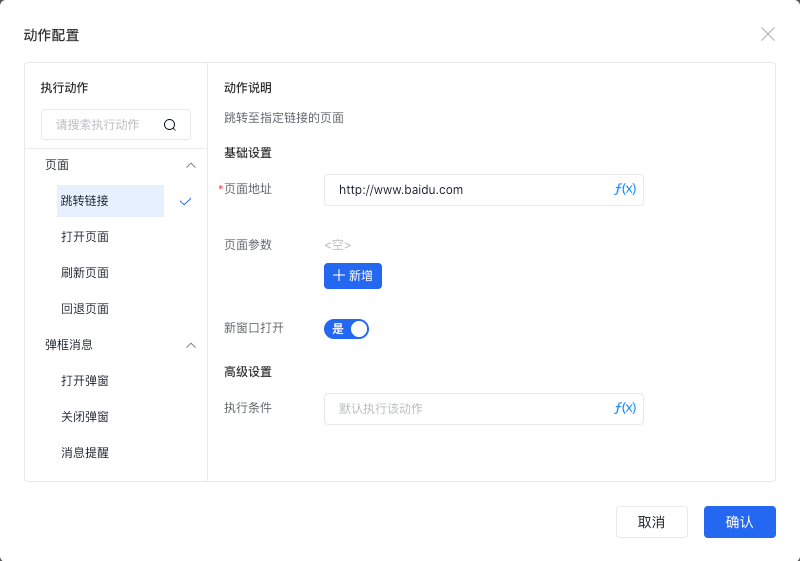 动作配置
执行动作
请搜索执行动作
页面
跳转链接
打开页面
刷新页面
回退页面
弹框消息
打开弹窗
关闭弹窗
消息提醒
动作说明
跳转至指定链接的页面
基础设置
*页面地址 http://www.baidu.com ƒ(x)
页面参数 <空>
新增
新窗口打开 是
高级设置
执行条件 默认执行该动作 ƒ(x)
取消 确认